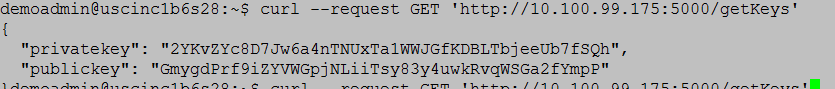 demoadmin@uscinc1b6s28:~$ curl --request GET 'http://10.100.99.175:5000/getKeys'
{
  "privatekey": "2YKvZYc8D7Jw6a4nTNUxTa1WWJGfKDBLTbjeeUb7fSQh",
  "publickey": "GmygdPrf9iZYVWGpjNLiiTsy83y4uwkRvqWSGa2fYmpP"
}demoadmin@uscinc1b6s28:~$ curl --request GET 'http://10.100.99.175:5000/getKeys'